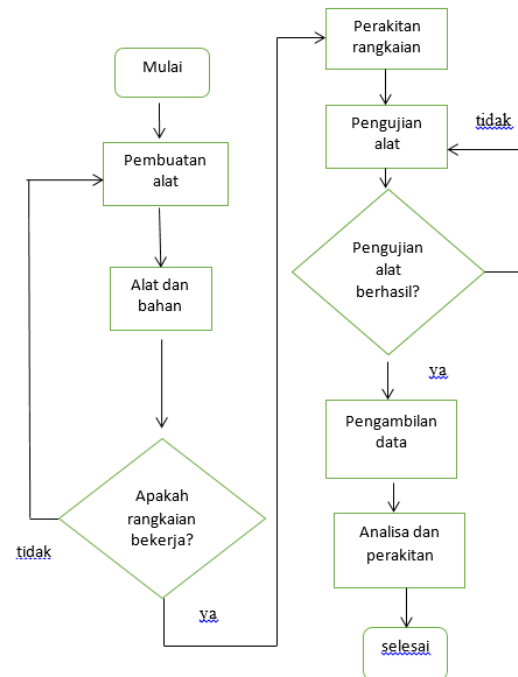 Mulai
Pembuatan
alat
Alat dan
bahan
Apakah
rangkaian
bekerja?
tidak
ya
Perakitan
rangkaian
Pengujian
alat
tidak
Pengujian
alat
berhasil?
ya
Pengambilan
data
Analisa dan
perakitan
selesai